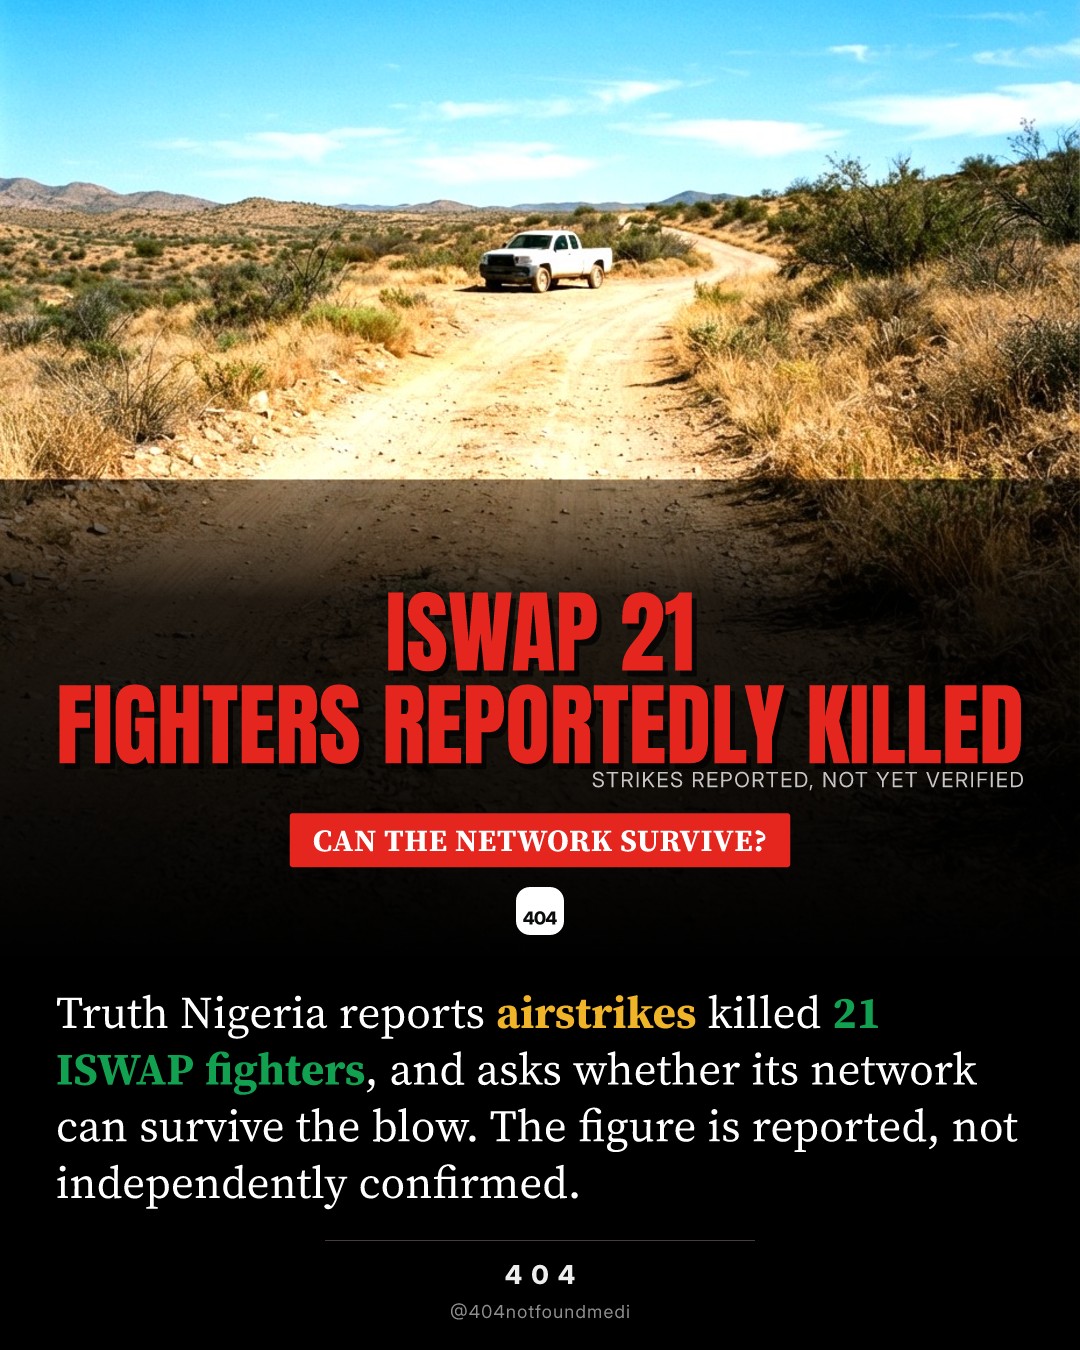 ISWAP 21
FIGHTERS REPORTEDLY KILLED
STRIKES REPORTED, NOT YET VERIFIED
CAN THE NETWORK SURVIVE?
404
Truth Nigeria reports airstrikes killed 21
ISWAP fighters, and asks whether its network
can survive the blow. The figure is reported, not
independently confirmed.
404
@404notfoundmedi